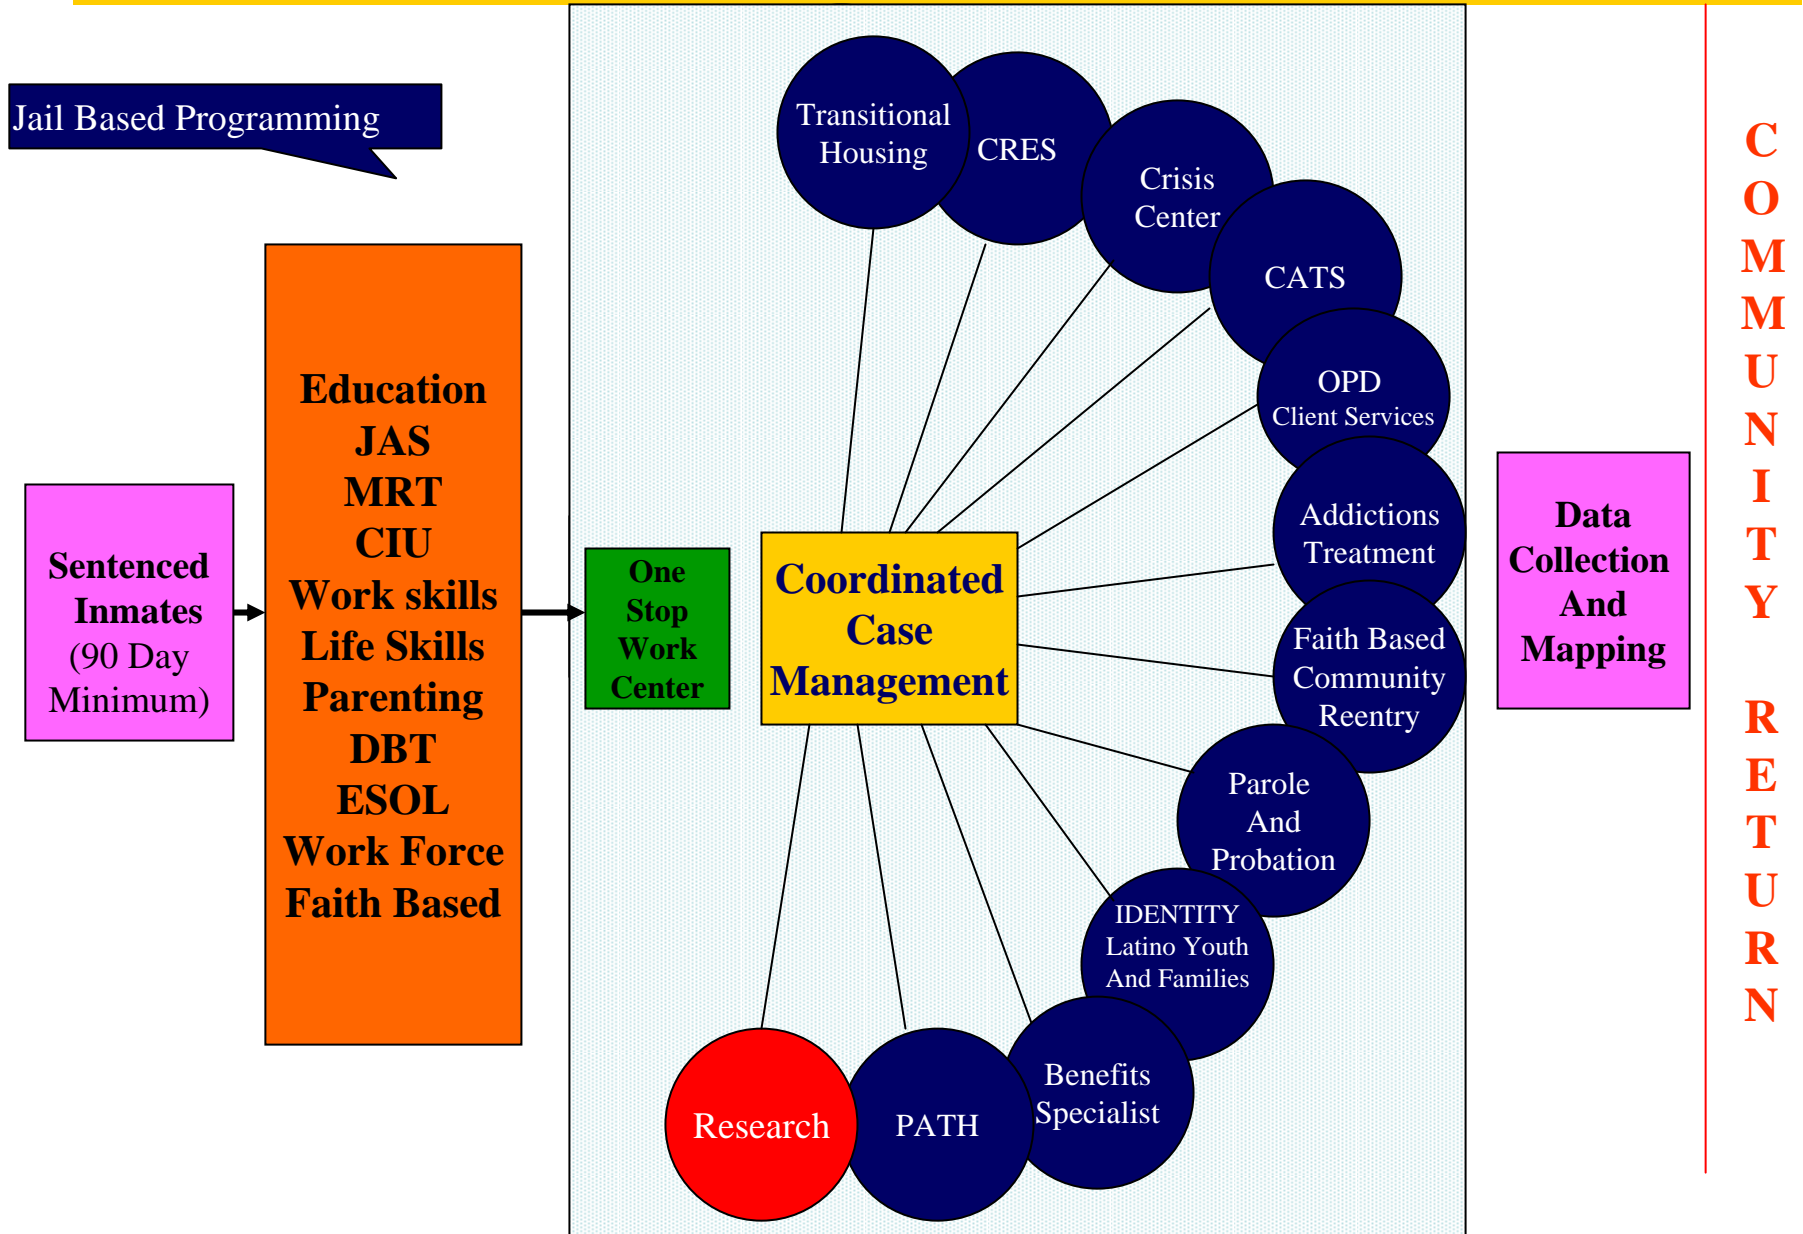 Jail Based Programming
Sentenced
Inmates
(90 Day
Minimum)
Education
JAS
MRT
CIU
Work skills
Life Skills
Parenting
DBT
ESOL
Work Force
Faith Based
One
Stop
Work
Center
Coordinated
Case
Management
Transitional
Housing
CRES
Crisis
Center
CATS
OPD
Client Services
Addictions
Treatment
Faith Based
Community
Reentry
Parole
And
Probation
IDENTITY
Latino Youth
And Families
Benefits
Specialist
PATH
Research
Data
Collection
And
Mapping
C
O
M
M
U
N
I
T
Y
R
E
T
U
R
N